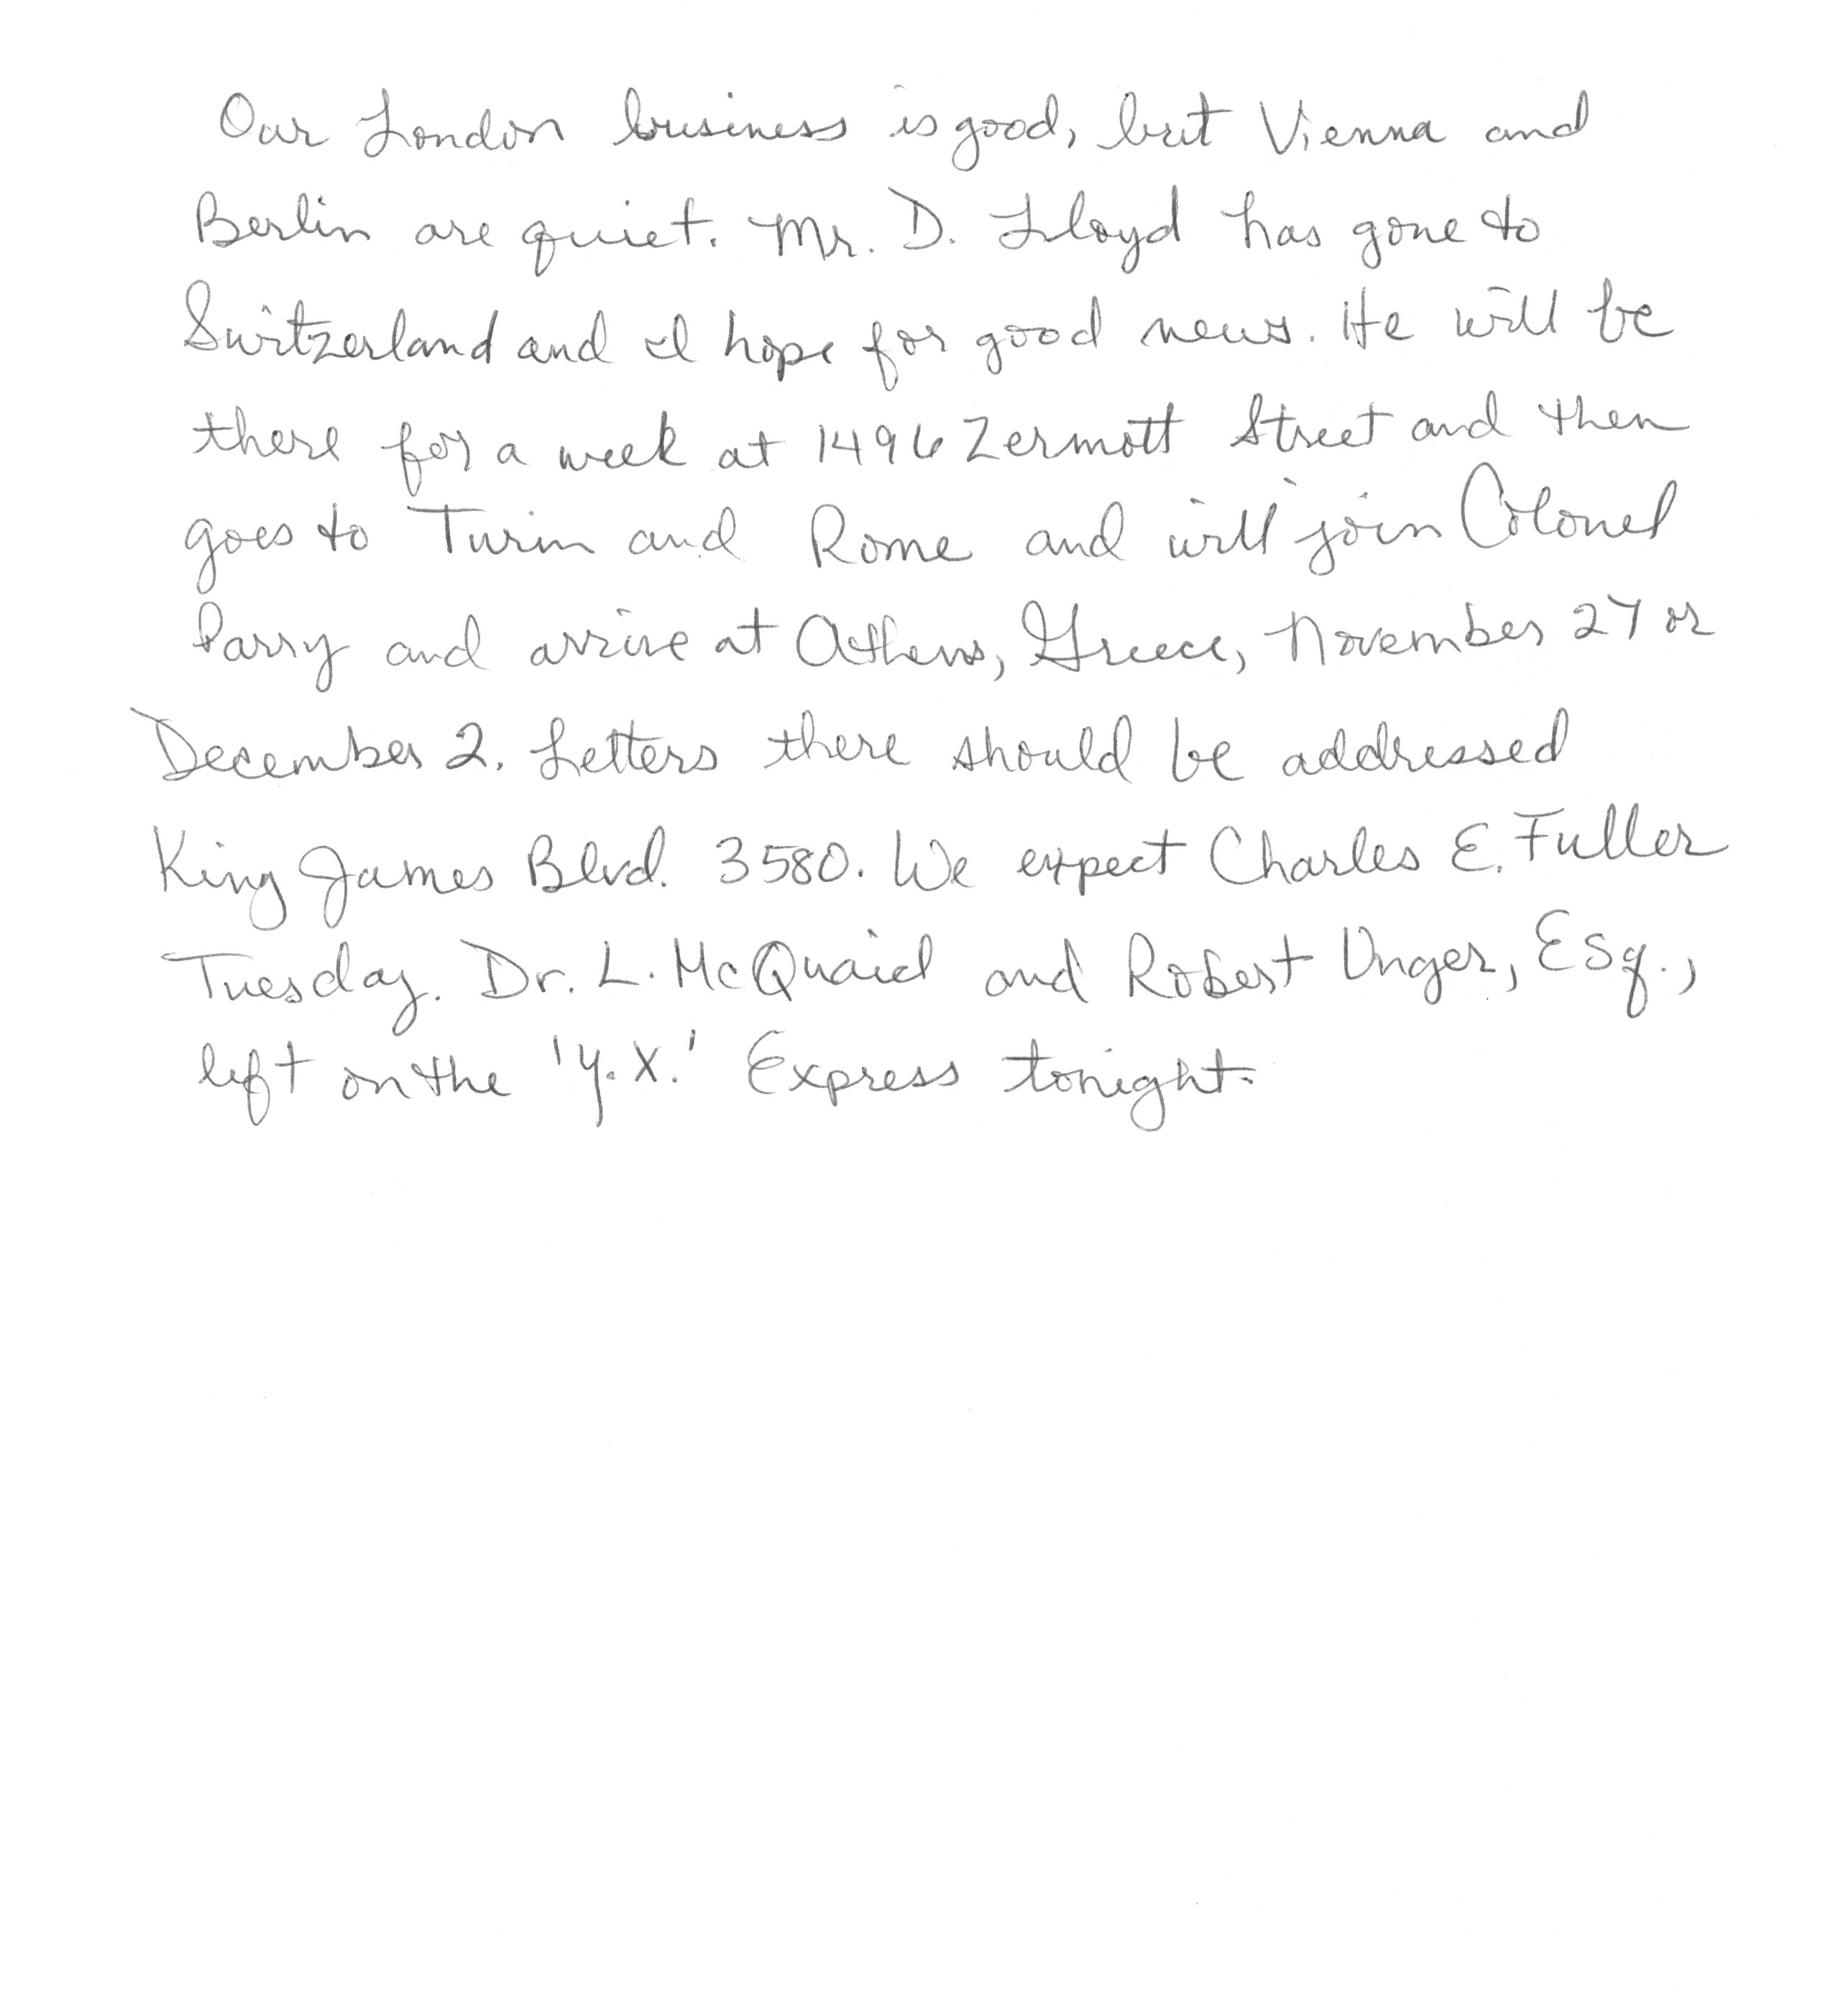 Our London business is good, but Vienna and
Berlin are quiet. Mr. D. Lloyd has gone to
Switzerland and I hope for good news. He will be
there for a week at 1496 Zermott Street and then
goes to Turin and Rome and will join Colonel
Parry and arrive at Athens, Greece, November 27 or
December 2. Letters there should be addressed
King James Blvd. 3580. We expect Charles E. Fuller
Tuesday. Dr. L. McQuaid and Robert Unger, Esq.,
left on the 'Y.X.' Express tonight.